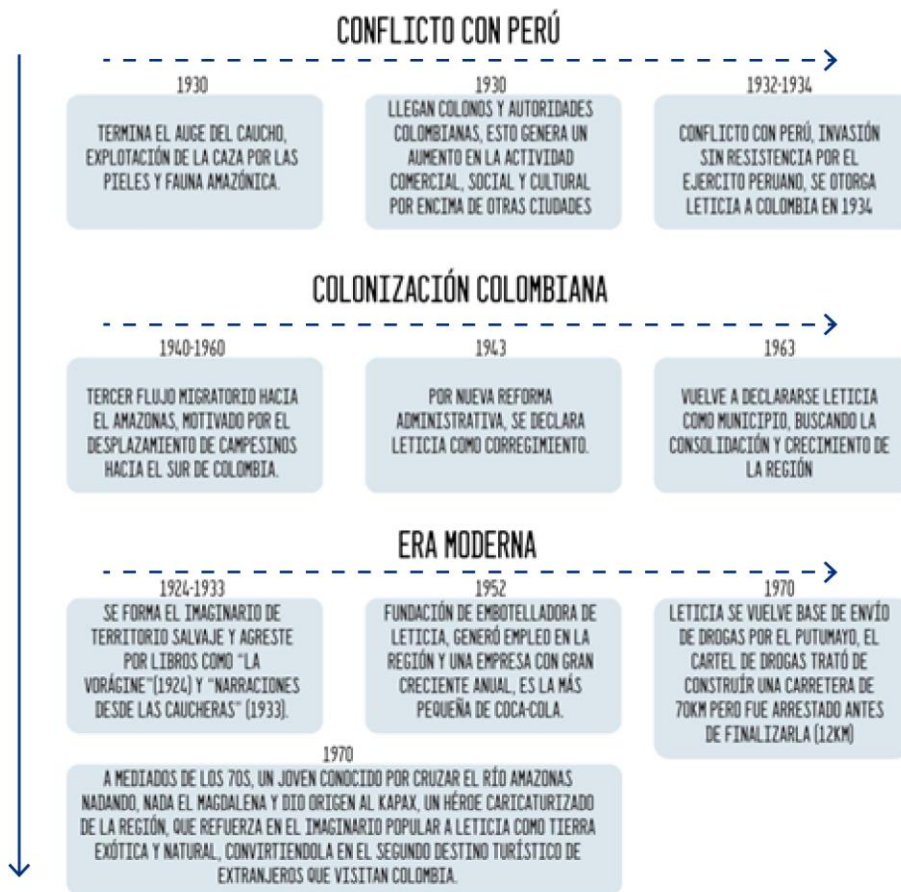 CONFLICTO CON PERÚ
1930
TERMINA EL AUGE DEL CAUCHO,
EXPLOTACIÓN DE LA CAZA POR LAS
PIELES Y FAUNA AMAZÓNICA.
1930
LLEGAN COLONOS Y AUTORIDADES
COLOMBIANAS, ESTO GENERA UN
AUMENTO EN LA ACTIVIDAD
COMERCIAL, SOCIAL Y CULTURAL
POR ENCIMA DE OTRAS CIUDADES
1932-1934
CONFLICTO CON PERÚ, INVASIÓN
SIN RESISTENCIA POR EL
EJERCITO PERUANO, SE OTORGA
LETICIA A COLOMBIA EN 1934
COLONIZACIÓN COLOMBIANA
1940-1960
TERCER FLUJO MIGRATORIO HACIA
EL AMAZONAS, MOTIVADO POR EL
DESPLAZAMIENTO DE CAMPESINOS
HACIA EL SUR DE COLOMBIA.
1943
POR NUEVA REFORMA
ADMINISTRATIVA, SE DECLARA
LETICIA COMO CORREGIMIENTO.
1963
VUELVE A DECLARARSE LETICIA
COMO MUNICIPIO, BUSCANDO LA
CONSOLIDACIÓN Y CRECIMIENTO DE
LA REGIÓN
ERA MODERNA
1924-1933
SE FORMA EL IMAGINARIO DE
TERRITORIO SALVAJE Y AGRESTE
POR LIBROS COMO “LA
VORÁGINE”(1924) Y “NARRACIONES
DESDE LAS CAUCHERAS” (1933).
1952
FUNDACIÓN DE EMBOTELLADORA DE
LETICIA, GENERÓ EMPLEO EN LA
REGIÓN Y UNA EMPRESA CON GRAN
CRECIENTE ANUAL, ES LA MÁS
PEQUEÑA DE COCA-COLA.
1970
LETICIA SE VUELVE BASE DE ENVÍO
DE DROGAS POR EL PUTUMAYO, EL
CARTEL DE DROGAS TRATÓ DE
CONSTRUÍR UNA CARRETERA DE
70KM PERO FUE ARRESTADO ANTES
DE FINALIZARLA (12KM)
1970
A MEDIADOS DE LOS 70S, UN JOVEN CONOCIDO POR CRUZAR EL RÍO AMAZONAS
NADANDO, NADA EL MAGDALENA Y DIO ORIGEN AL KAPAX, UN HÉROE CARICATURIZADO
DE LA REGIÓN, QUE REFUERZA EN EL IMAGINARIO POPULAR A LETICIA COMO TIERRA
EXÓTICA Y NATURAL, CONVIRTIENDOLA EN EL SEGUNDO DESTINO TURÍSTICO DE
EXTRANJEROS QUE VISITAN COLOMBIA.